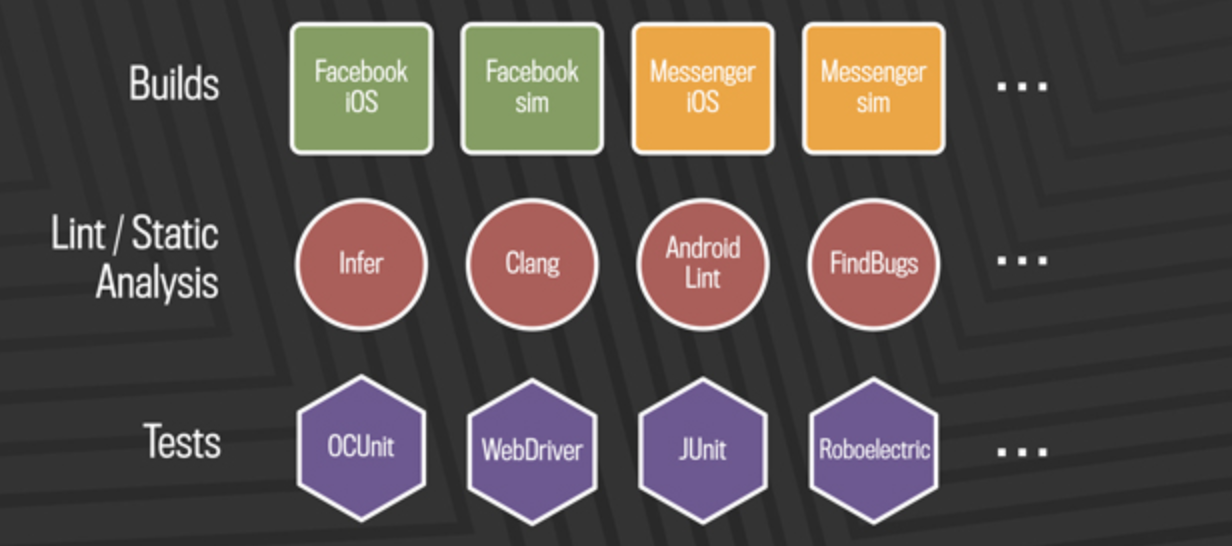 Builds
Facebook
iOS
Facebook
sim
Messenger
iOS
Messenger
sim
...
Lint / Static
Analysis
Infer
Clang
Android
Lint
FindBugs
...
Tests
OCUnit
WebDriver
JUnit
Roboelectric
...